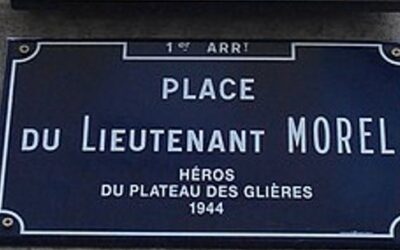 1er ARRt
PLACE
DU LIEUTENANT MOREL
HÉROS
DU PLATEAU DES GLIÈRES
1944